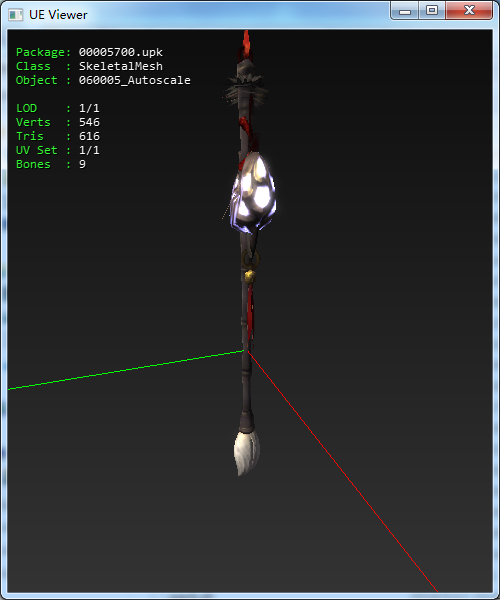 UE Viewer
Package: 00005700.upk
Class : SkeletalMesh
Object : 060005_Autoscale
LOD : 1/1
Verts : 546
Tris : 616
UV Set : 1/1
Bones : 9